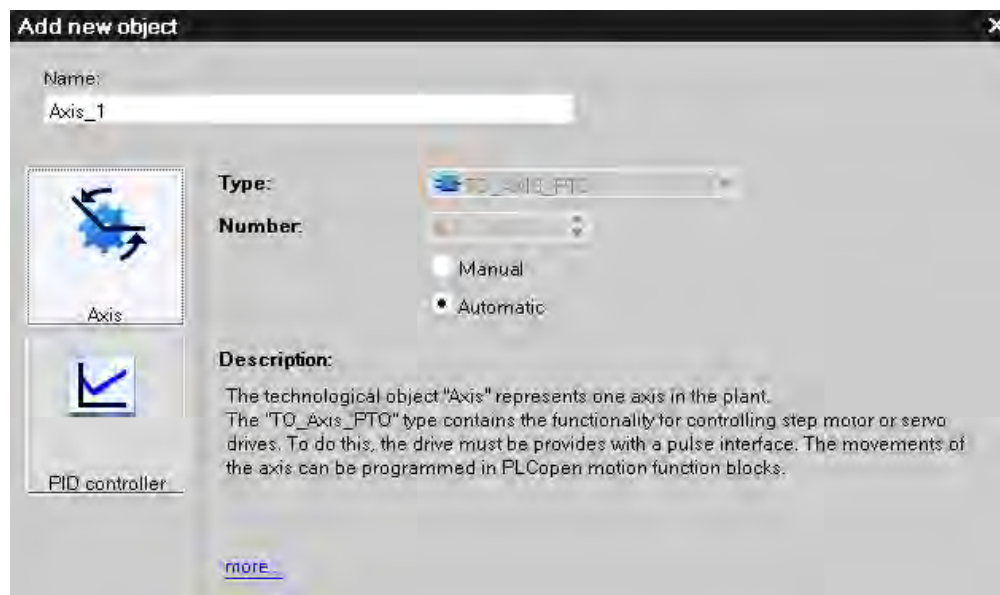 Add new object
Name:
Axis_1
Type:
TO_AXIS_PTO
Number:
Manual
Automatic
Axis
PID controller
Description:
The technological object "Axis" represents one axis in the plant.
The "TO_Axis_PTO" type contains the functionality for controlling step motor or servo
drives. To do this, the drive must be provides with a pulse interface. The movements of
the axis can be programmed in PLCopen motion function blocks.
more...